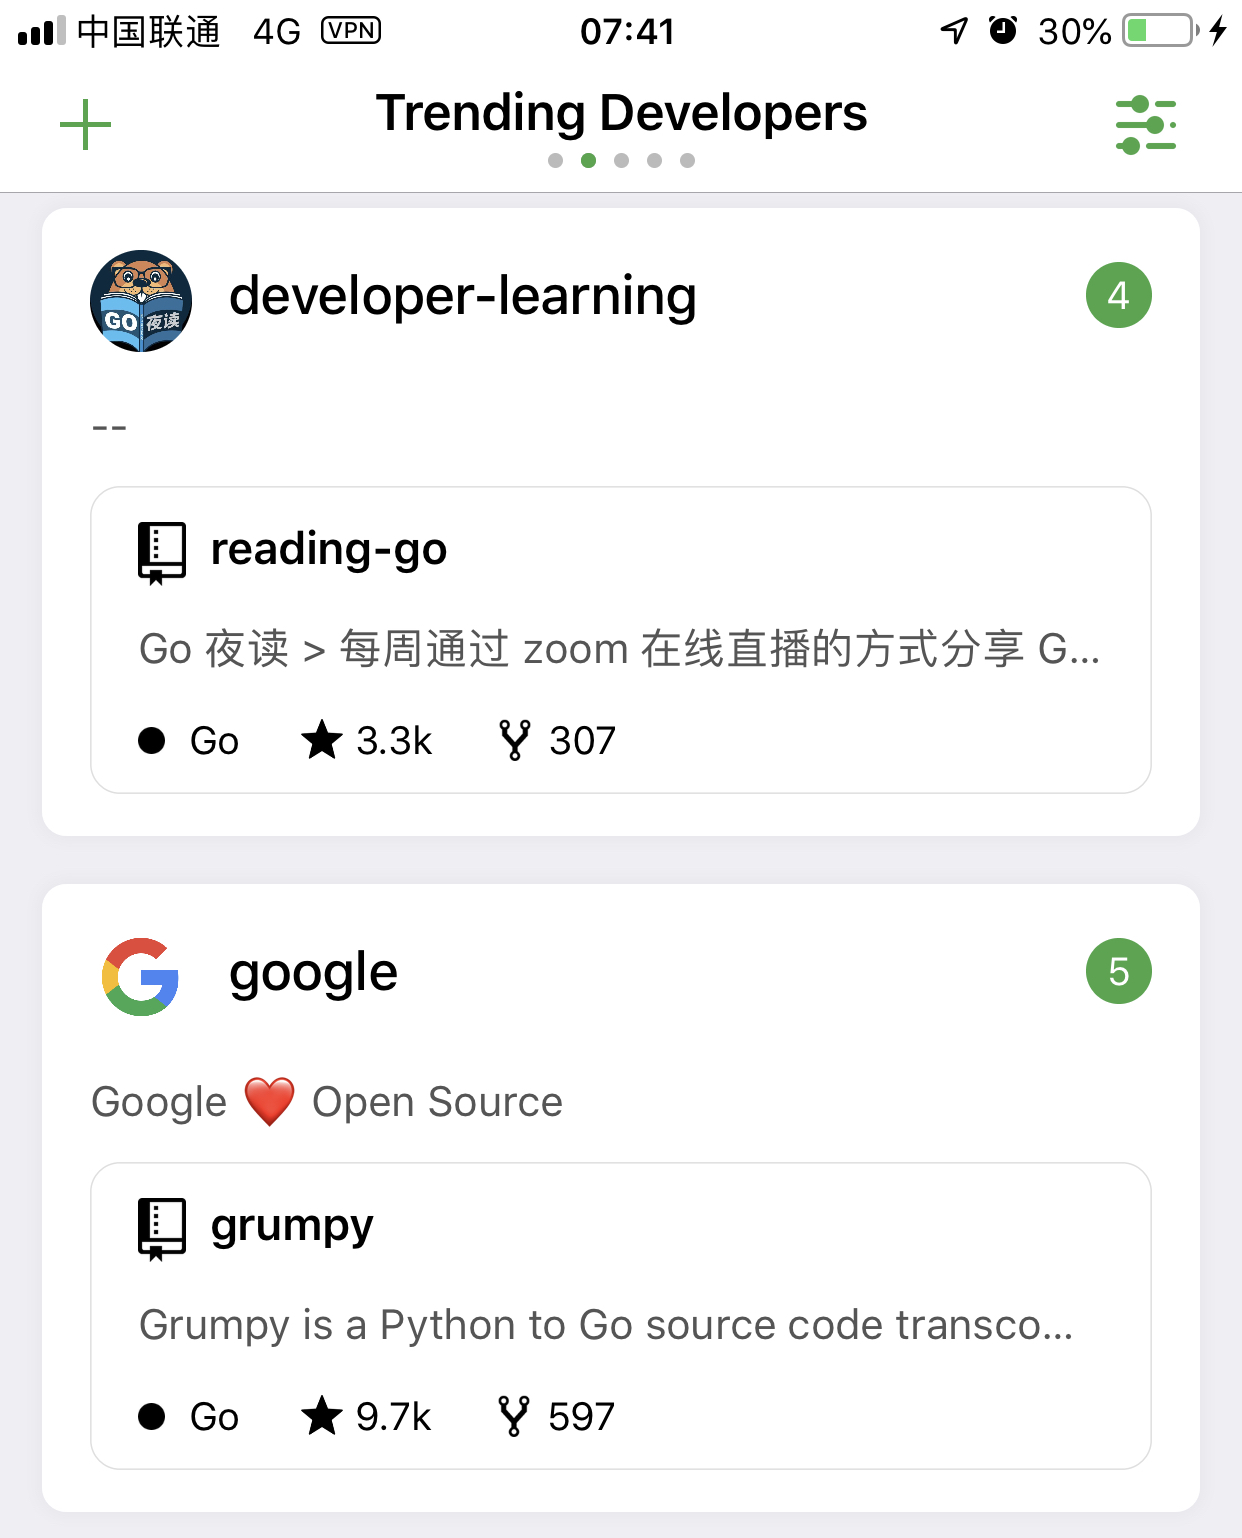 中国联通 4G VPN 07:41 30%
Trending Developers
GO 夜读
developer-learning 4
--
reading-go
Go 夜读 > 每周通过 zoom 在线直播的方式分享 G...
Go 3.3k 307
google 5
Google ❤️ Open Source
grumpy
Grumpy is a Python to Go source code transco...
Go 9.7k 597